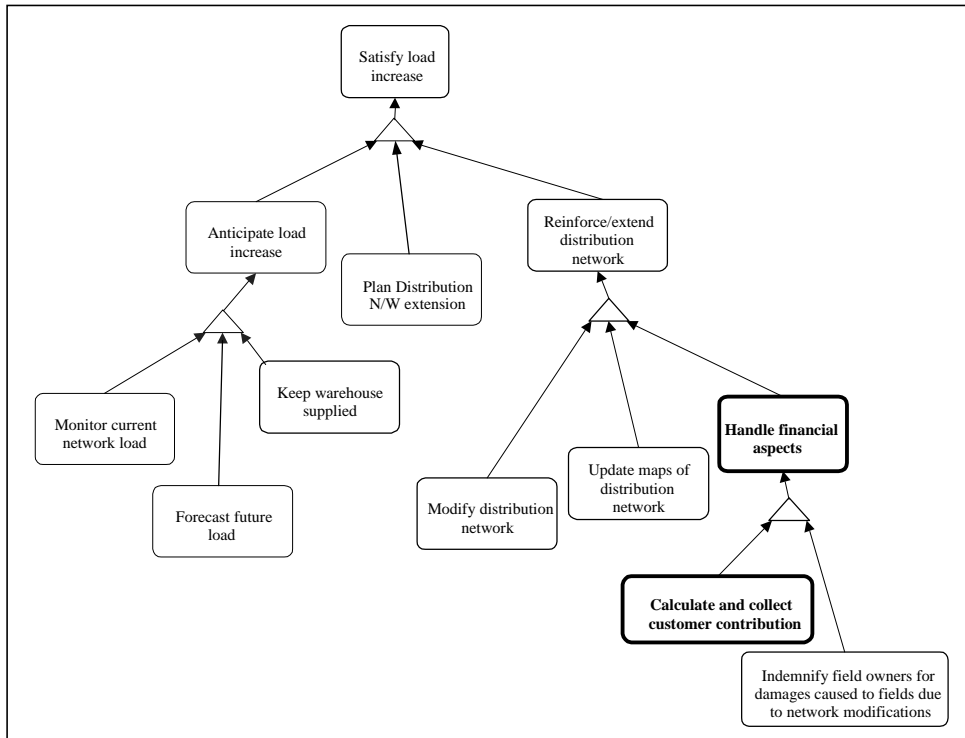 Satisfy load
increase
Anticipate load
increase
Reinforce/extend
distribution
network
Plan Distribution
N/W extension
Keep warehouse
supplied
Monitor current
network load
Handle financial
aspects
Update maps of
distribution
network
Modify distribution
network
Forecast future
load
Calculate and collect
customer contribution
Indemnify field owners for
damages caused to fields due
to network modifications